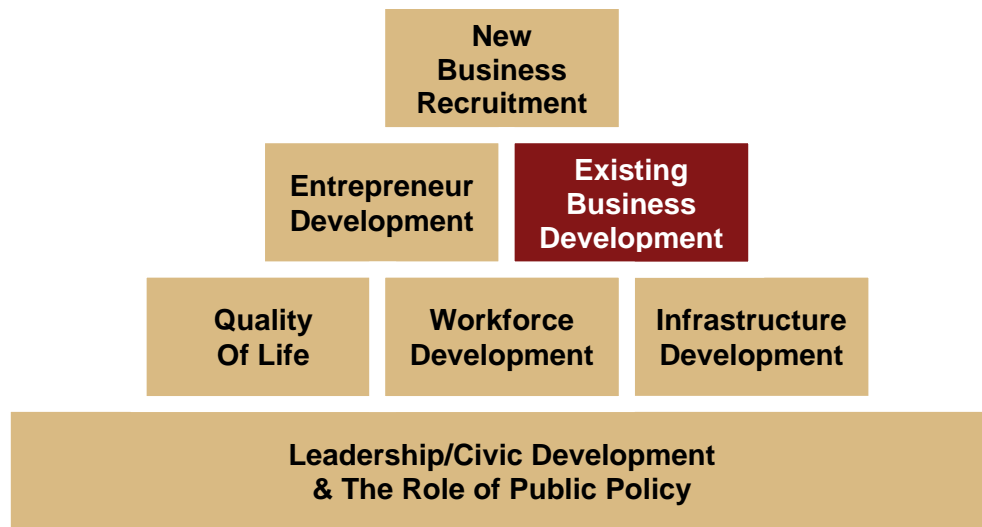 New
Business
Recruitment
Entrepreneur
Development
Existing
Business
Development
Quality
Of Life
Workforce
Development
Infrastructure
Development
Leadership/Civic Development
& The Role of Public Policy